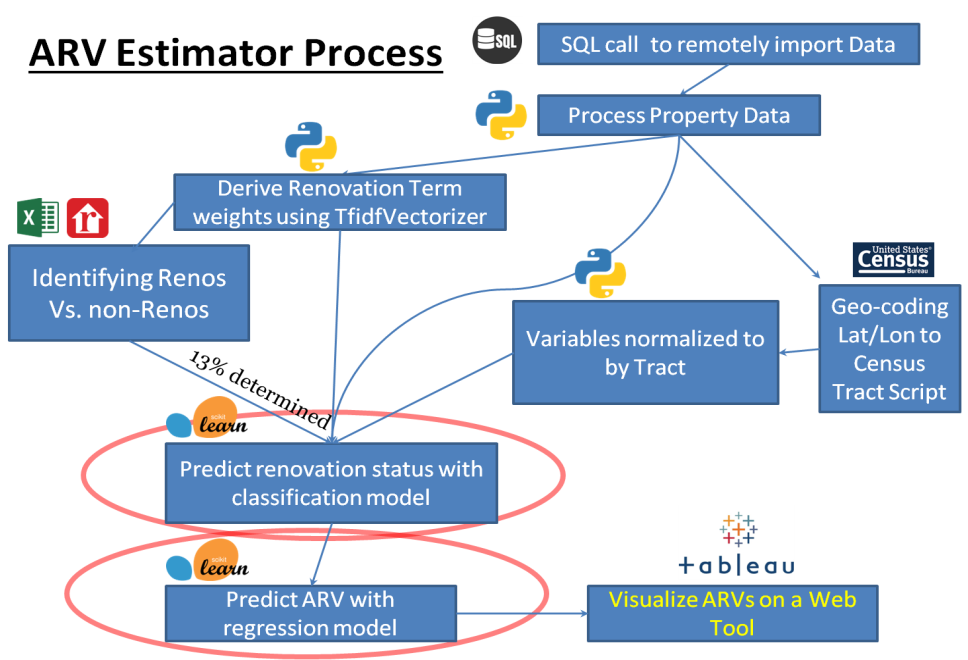 ARV Estimator Process
SQL
SQL call to remotely import Data
Process Property Data
Derive Renovation Term
weights using TfidfVectorizer
X
r
Identifying Renos
Vs. non-Renos
United States®
Census
Bureau
Geo-coding
Lat/Lon to
Census
Tract Script
Variables normalized to
by Tract
13% determined
scikit
learn
Predict renovation status with
classification model
scikit
learn
Predict ARV with
regression model
+ a b l e a u
Visualize ARVs on a Web
Tool